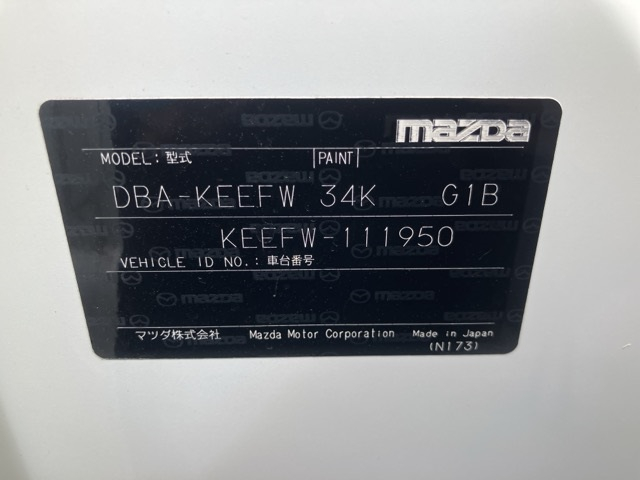 mazDa
MODEL: 型式 PAINT
DBA-KEEFW 34K G1B
KEEFW-111950
VEHICLE ID NO.: 車台番号
マツダ株式会社 Mazda Motor Corporation Made in Japan
(N173)